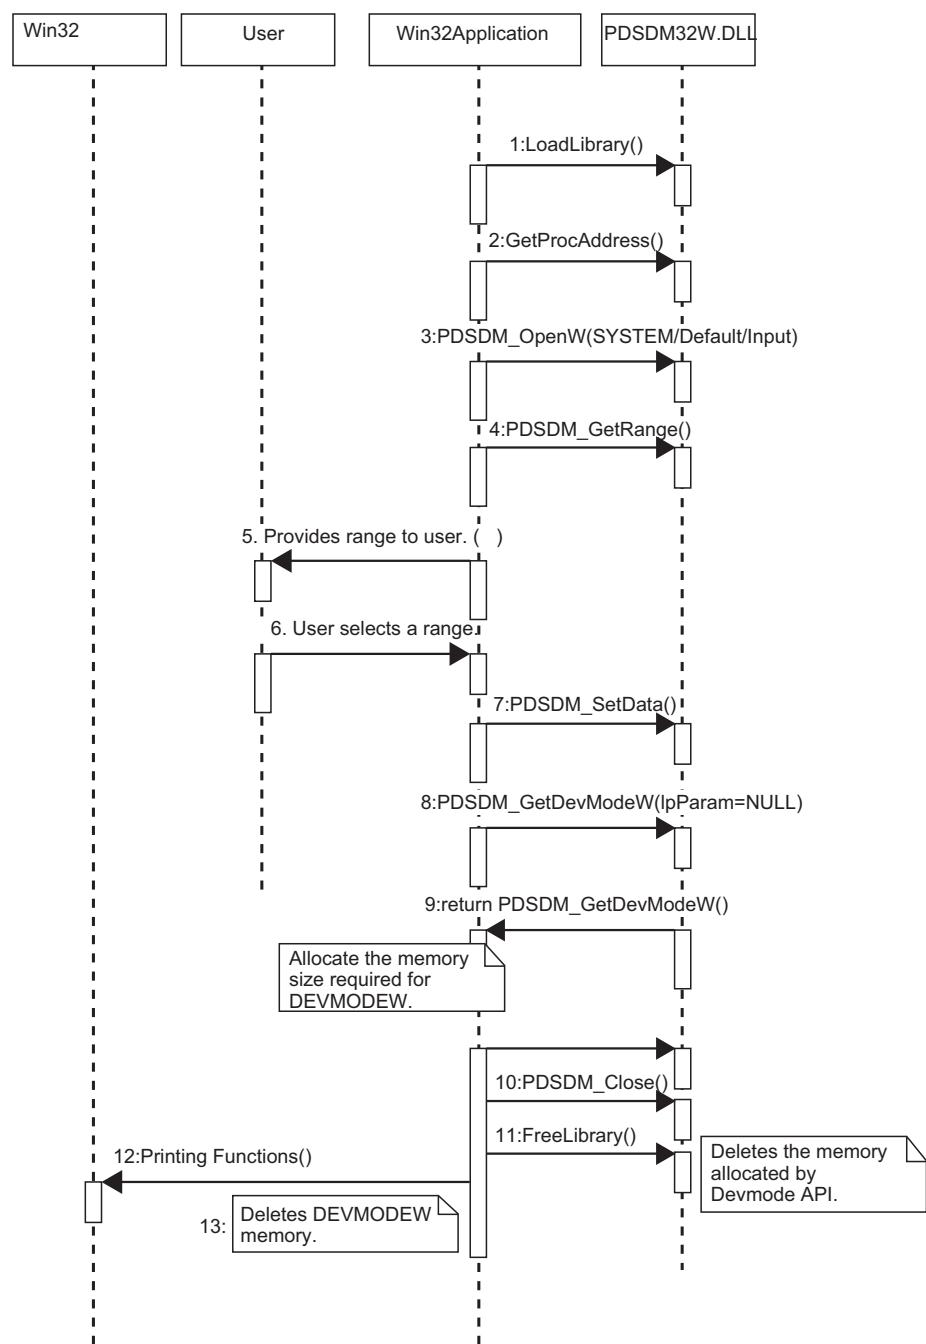 Win32
User
Win32Application
PDSDM32W.DLL
1:LoadLibrary()
2:GetProcAddress()
3:PDSDM_OpenW(SYSTEM/Default/Input)
4:PDSDM_GetRange()
5. Provides range to user. (   )
6. User selects a range.
7:PDSDM_SetData()
8:PDSDM_GetDevModeW(lpParam=NULL)
9:return PDSDM_GetDevModeW()
Allocate the memory
size required for
DEVMODEW.
10:PDSDM_Close()
11:FreeLibrary()
Deletes the memory
allocated by
Devmode API.
12:Printing Functions()
13:
Deletes DEVMODEW
memory.